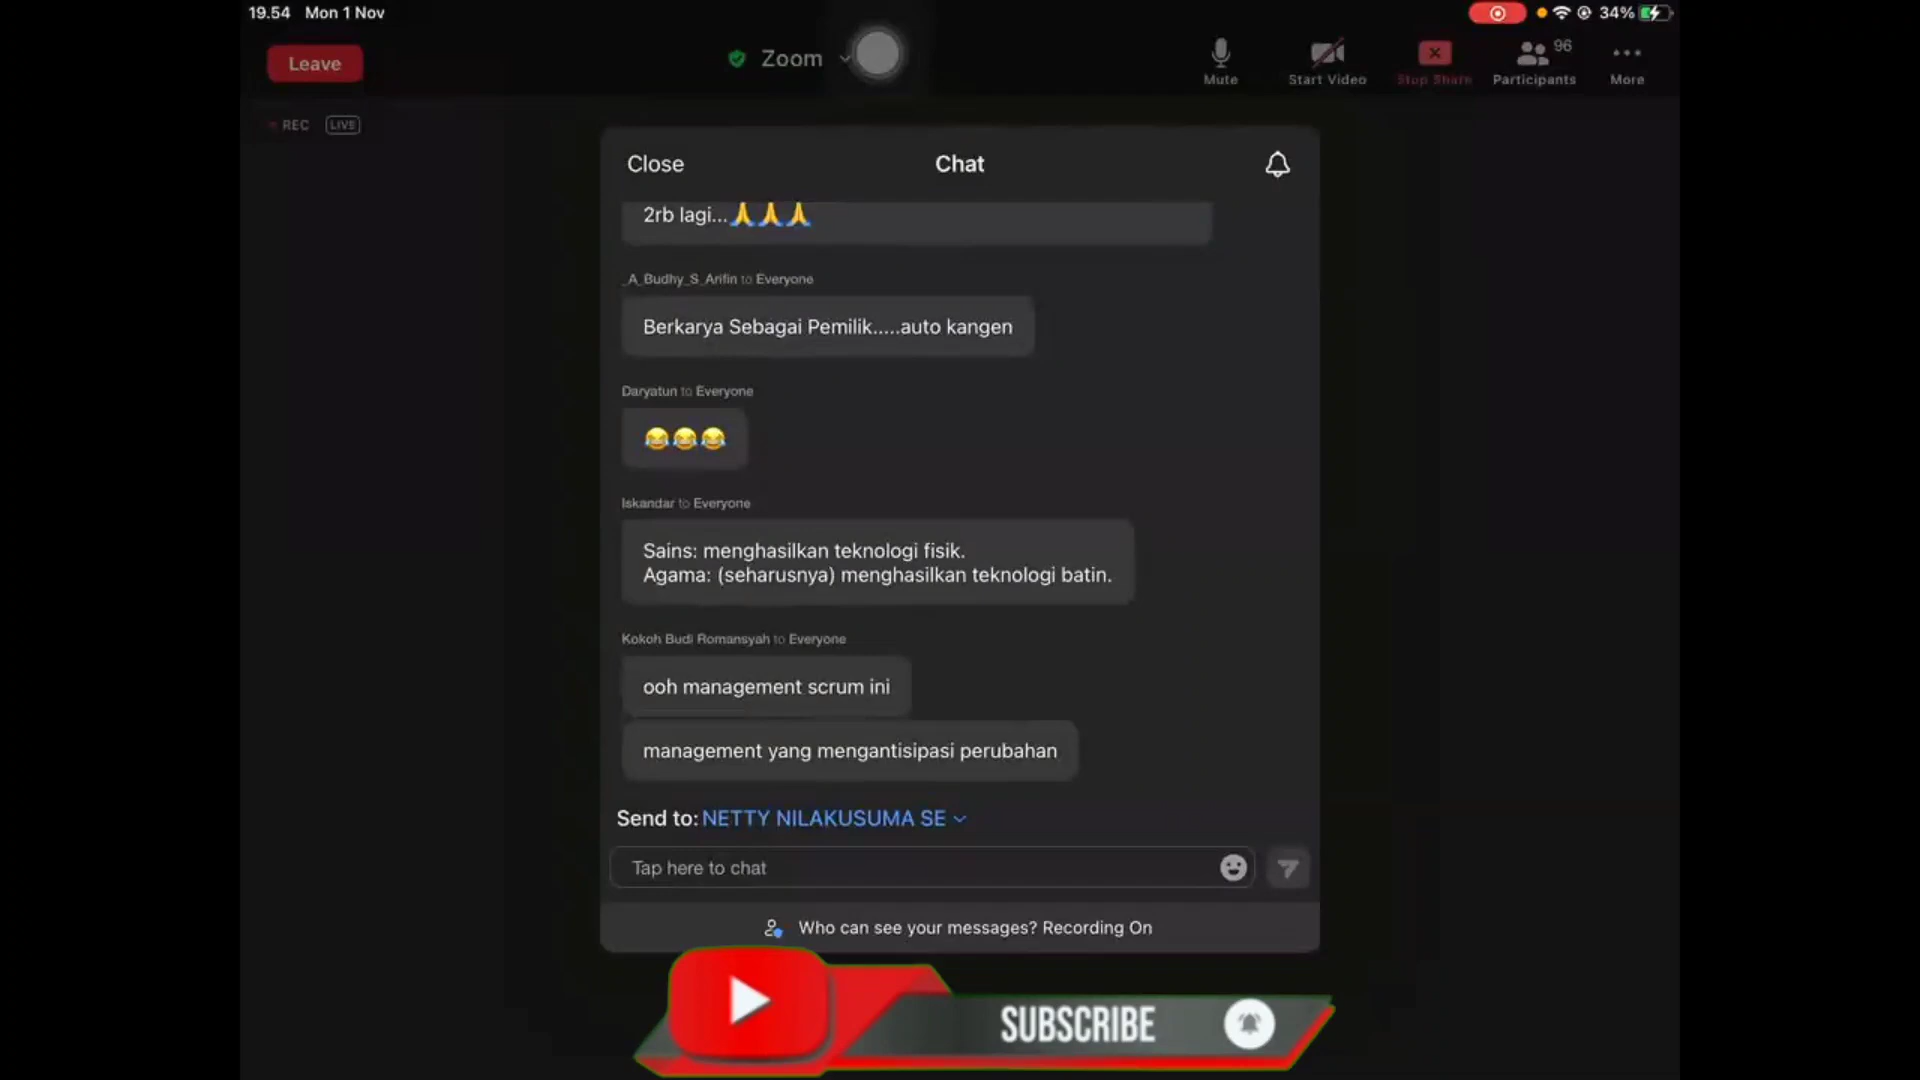 19.54 Mon 1 Nov
34%
Leave
Zoom
Mute
Start Video
Stop Share
Participants
96
More
REC
LIVE
Close
Chat
2rb lagi...🙏🙏🙏
_A_Budhy_S_Arifin to Everyone
Berkarya Sebagai Pemilik.....auto kangen
Daryatun to Everyone
😂😂😂
Iskandar to Everyone
Sains: menghasilkan teknologi fisik.
Agama: (seharusnya) menghasilkan teknologi batin.
Kokoh Budi Romansyah to Everyone
ooh management scrum ini
management yang mengantisipasi perubahan
Send to: NETTY NILAKUSUMA SE
Tap here to chat
Who can see your messages? Recording On
SUBSCRIBE